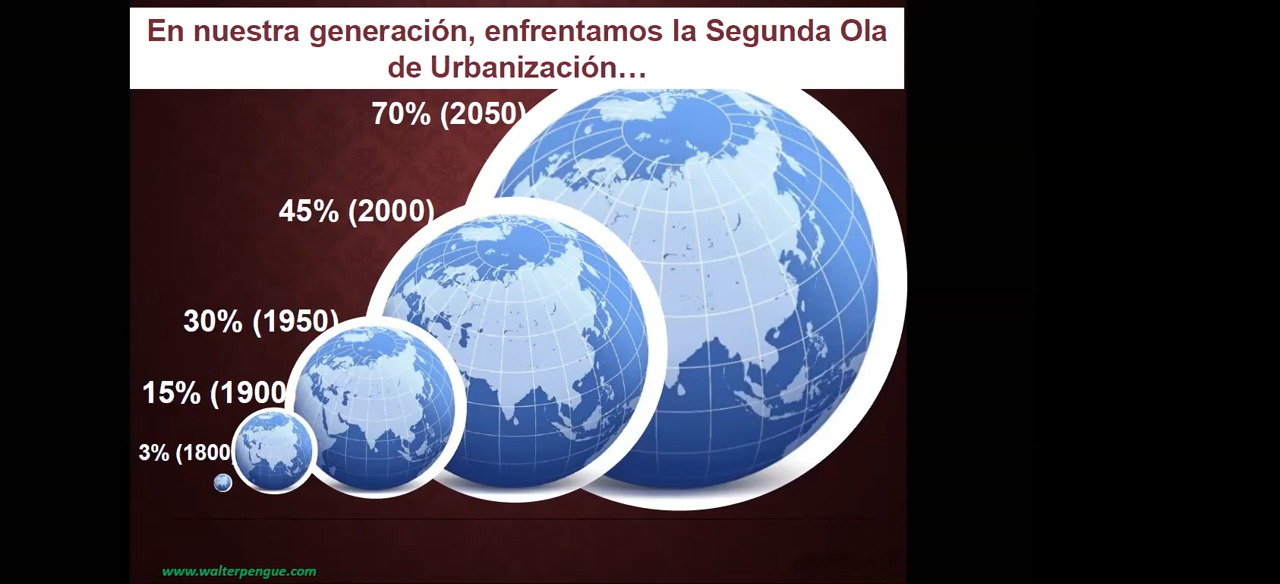 En nuestra generación, enfrentamos la Segunda Ola
de Urbanización…
70% (2050)
45% (2000)
30% (1950)
15% (1900
3% (1800
www.walterpengue.com